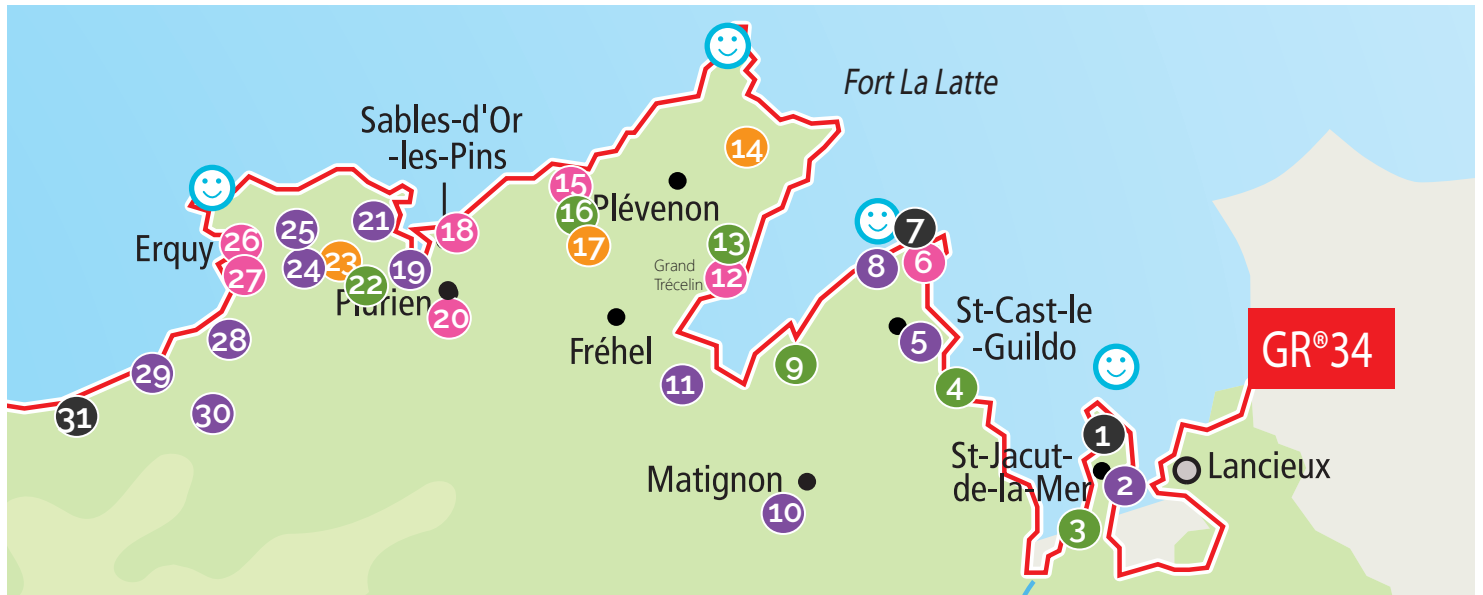 Fort La Latte
Sables-d'Or
-les-Pins
14
15
Plévenon
16
17
18
13
Grand
Trécelin
12
7
8
6
21
25
26
Erquy
27
24
23
22
19
Plurien
20
Fréhel
28
29
30
31
11
9
St-Cast-le
-Guildo
5
4
GR®34
1
St-Jacut-
de-la-Mer
2
3
Lancieux
Matignon
10